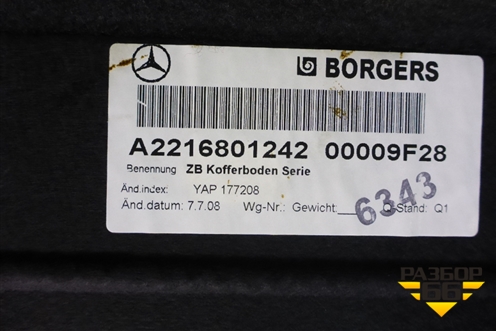 BORGERS
A2216801242 00009F28
Benennung ZB Kofferboden Serie
Änd.index: YAP 177208
Änd.datum: 7.7.08 Wg-Nr.: Gewicht:___ Q-Stand: Q1
6343
РАЗБОР
66